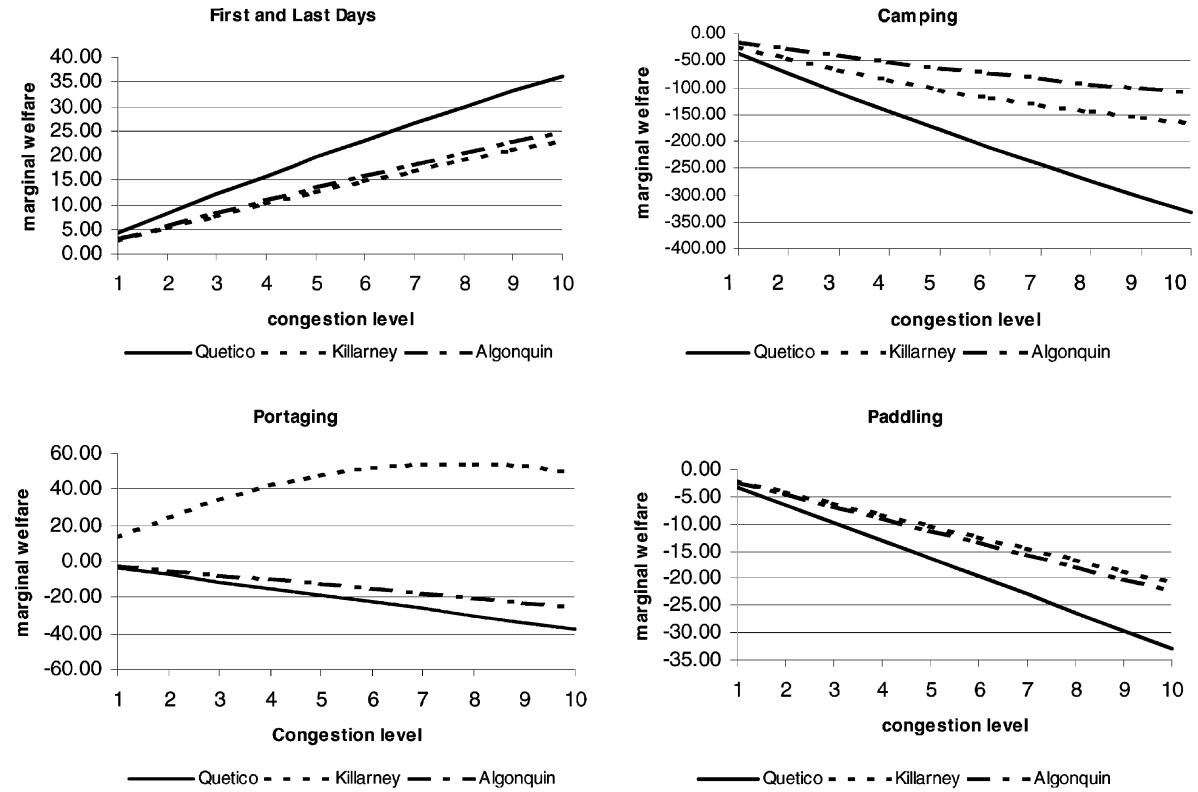 First and Last Days
marginal welfare
40.00
35.00
30.00
25.00
20.00
15.00
10.00
5.00
0.00
1 2 3 4 5 6 7 8 9 10
congestion level
Quetico Killarney Algonquin
Camping
marginal welfare
0.00
-50.00
-100.00
-150.00
-200.00
-250.00
-300.00
-350.00
-400.00
1 2 3 4 5 6 7 8 9 10
congestion level
Quetico Killarney Algonquin
Portaging
marginal welfare
60.00
40.00
20.00
0.00
-20.00
-40.00
-60.00
1 2 3 4 5 6 7 8 9 10
Congestion level
Quetico Killarney Algonquin
Paddling
marginal welfare
0.00
-5.00
-10.00
-15.00
-20.00
-25.00
-30.00
-35.00
1 2 3 4 5 6 7 8 9 10
congestion level
Quetico Killarney Algonquin